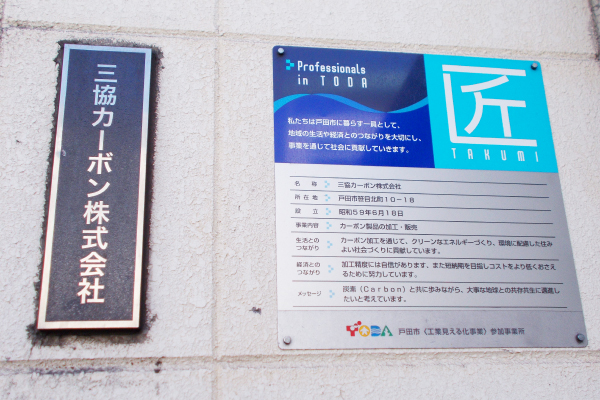 三協カーボン株式会社
Professionals
in TODA
匠
TAKUMI
私たちは戸田市に暮らす一員として、
地域の生活や経済とのつながりを大切にし、
事業を通じて社会に貢献していきます。
名 称 三協カーボン株式会社
所在地 戸田市笹目北町10-18
設 立 昭和59年6月18日
事業内容 カーボン製品の加工・販売
生活との
つながり
カーボン加工を通じて、クリーンなエネルギーづくり、環境に配慮した住み
よい社会づくりに貢献しています。
経済との
つながり
加工精度には自信があります。また短納期を目指しコストをより低くおさえ
るために努力しています。
メッセージ
炭素（Carbon）と共に歩みながら、大事な地球との共存共生に邁進し
たいと考えています。
TODA 戸田市（工業見える化事業）参加事業所